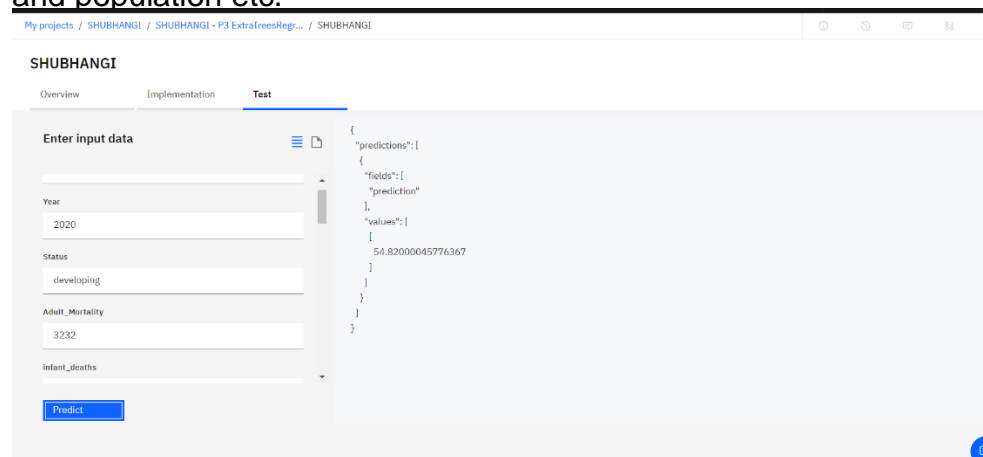 and population etc.
My projects / SHUBHANGI / SHUBHANGI - P3 ExtraTreesRegr... / SHUBHANGI
SHUBHANGI
Overview Implementation Test
Enter input data
Year
2020
Status
developing
Adult_Mortality
3232
infant_deaths
Predict
{
"predictions": [
{
"fields": [
"prediction"
],
"values": [
[
54.82000045776367
]
]
}
]
}